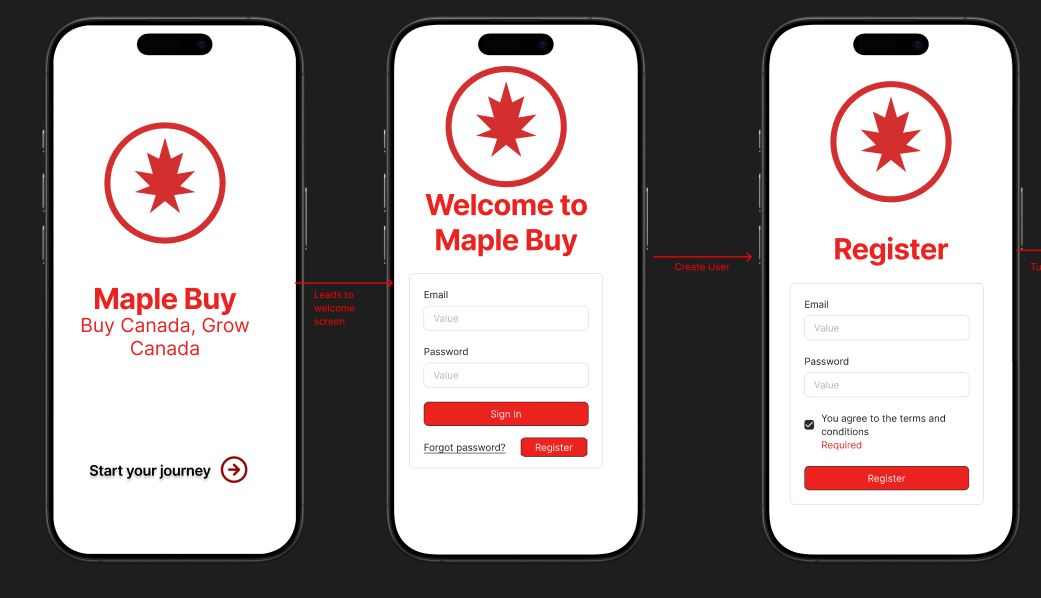 Maple Buy
Buy Canada, Grow
Canada
Start your journey
Leads to
welcome
screen
Welcome to
Maple Buy
Email
Value
Password
Value
Sign In
Forgot password?
Register
Create User
Register
Email
Value
Password
Value
You agree to the terms and
conditions
Required
Register